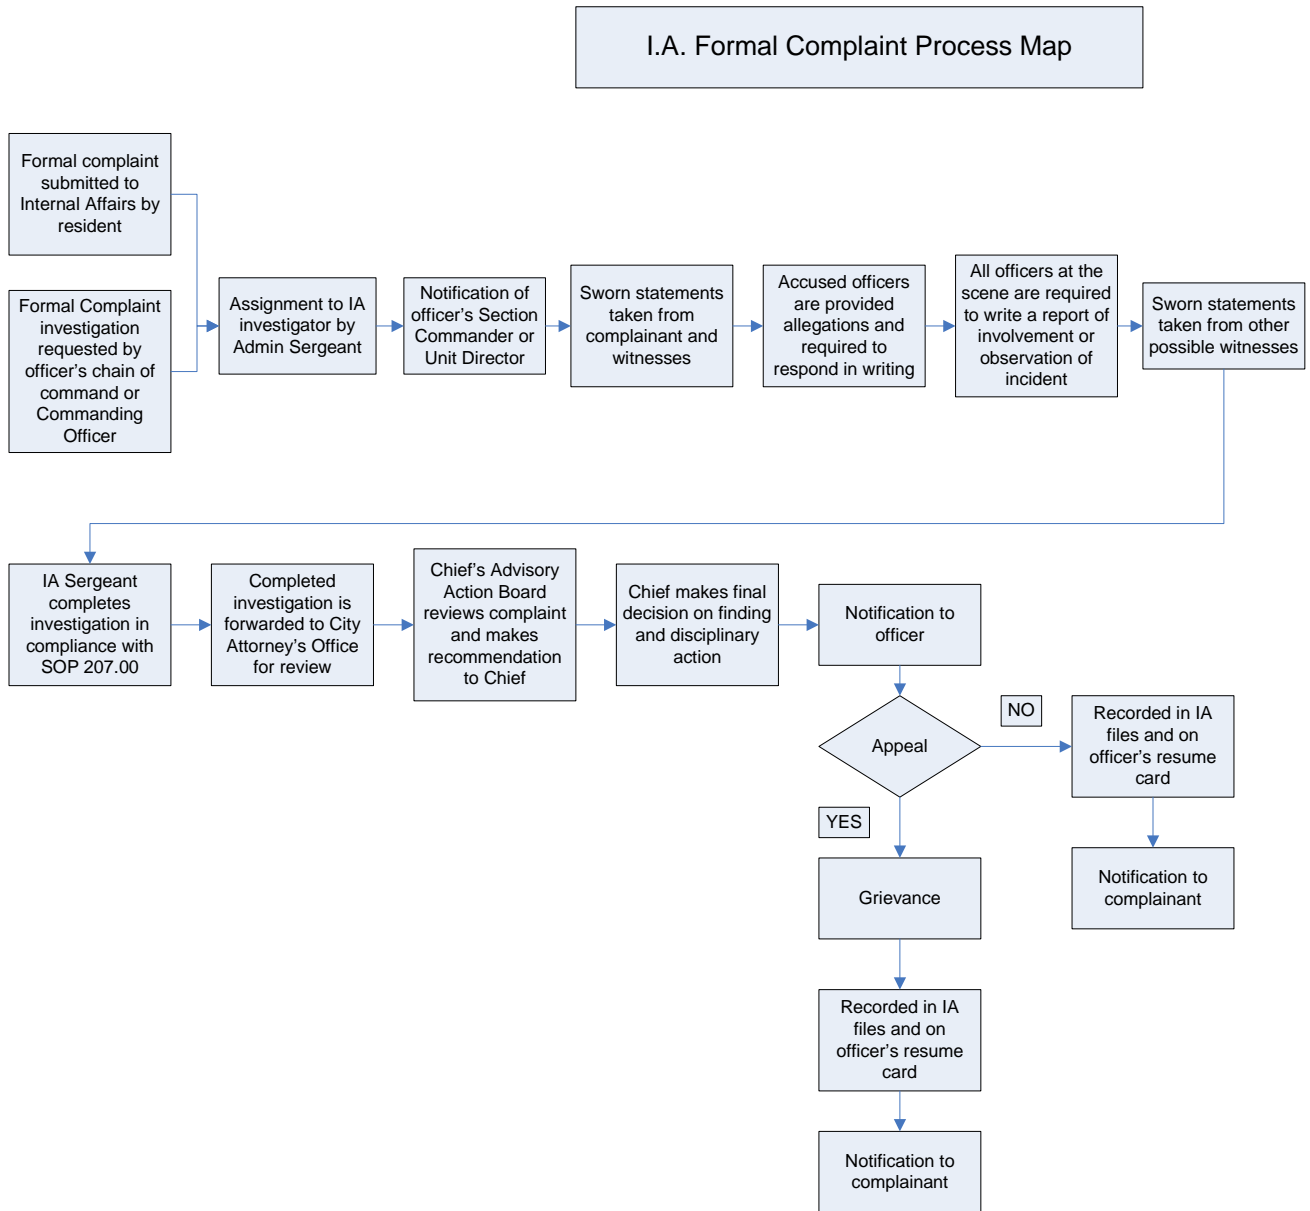 I.A. Formal Complaint Process Map
Formal complaint
submitted to
Internal Affairs by
resident
Formal Complaint
investigation
requested by
officer’s chain of
command or
Commanding
Officer
Assignment to IA
investigator by
Admin Sergeant
Notification of
officer’s Section
Commander or
Unit Director
Sworn statements
taken from
complainant and
witnesses
Accused officers
are provided
allegations and
required to
respond in writing
All officers at the
scene are required
to write a report of
involvement or
observation of
incident
Sworn statements
taken from other
possible witnesses
IA Sergeant
completes
investigation in
compliance with
SOP 207.00
Completed
investigation is
forwarded to City
Attorney’s Office
for review
Chief’s Advisory
Action Board
reviews complaint
and makes
recommendation
to Chief
Chief makes final
decision on finding
and disciplinary
action
Notification to
officer
Appeal
NO
Recorded in IA
files and on
officer’s resume
card
Notification to
complainant
YES
Grievance
Recorded in IA
files and on
officer’s resume
card
Notification to
complainant